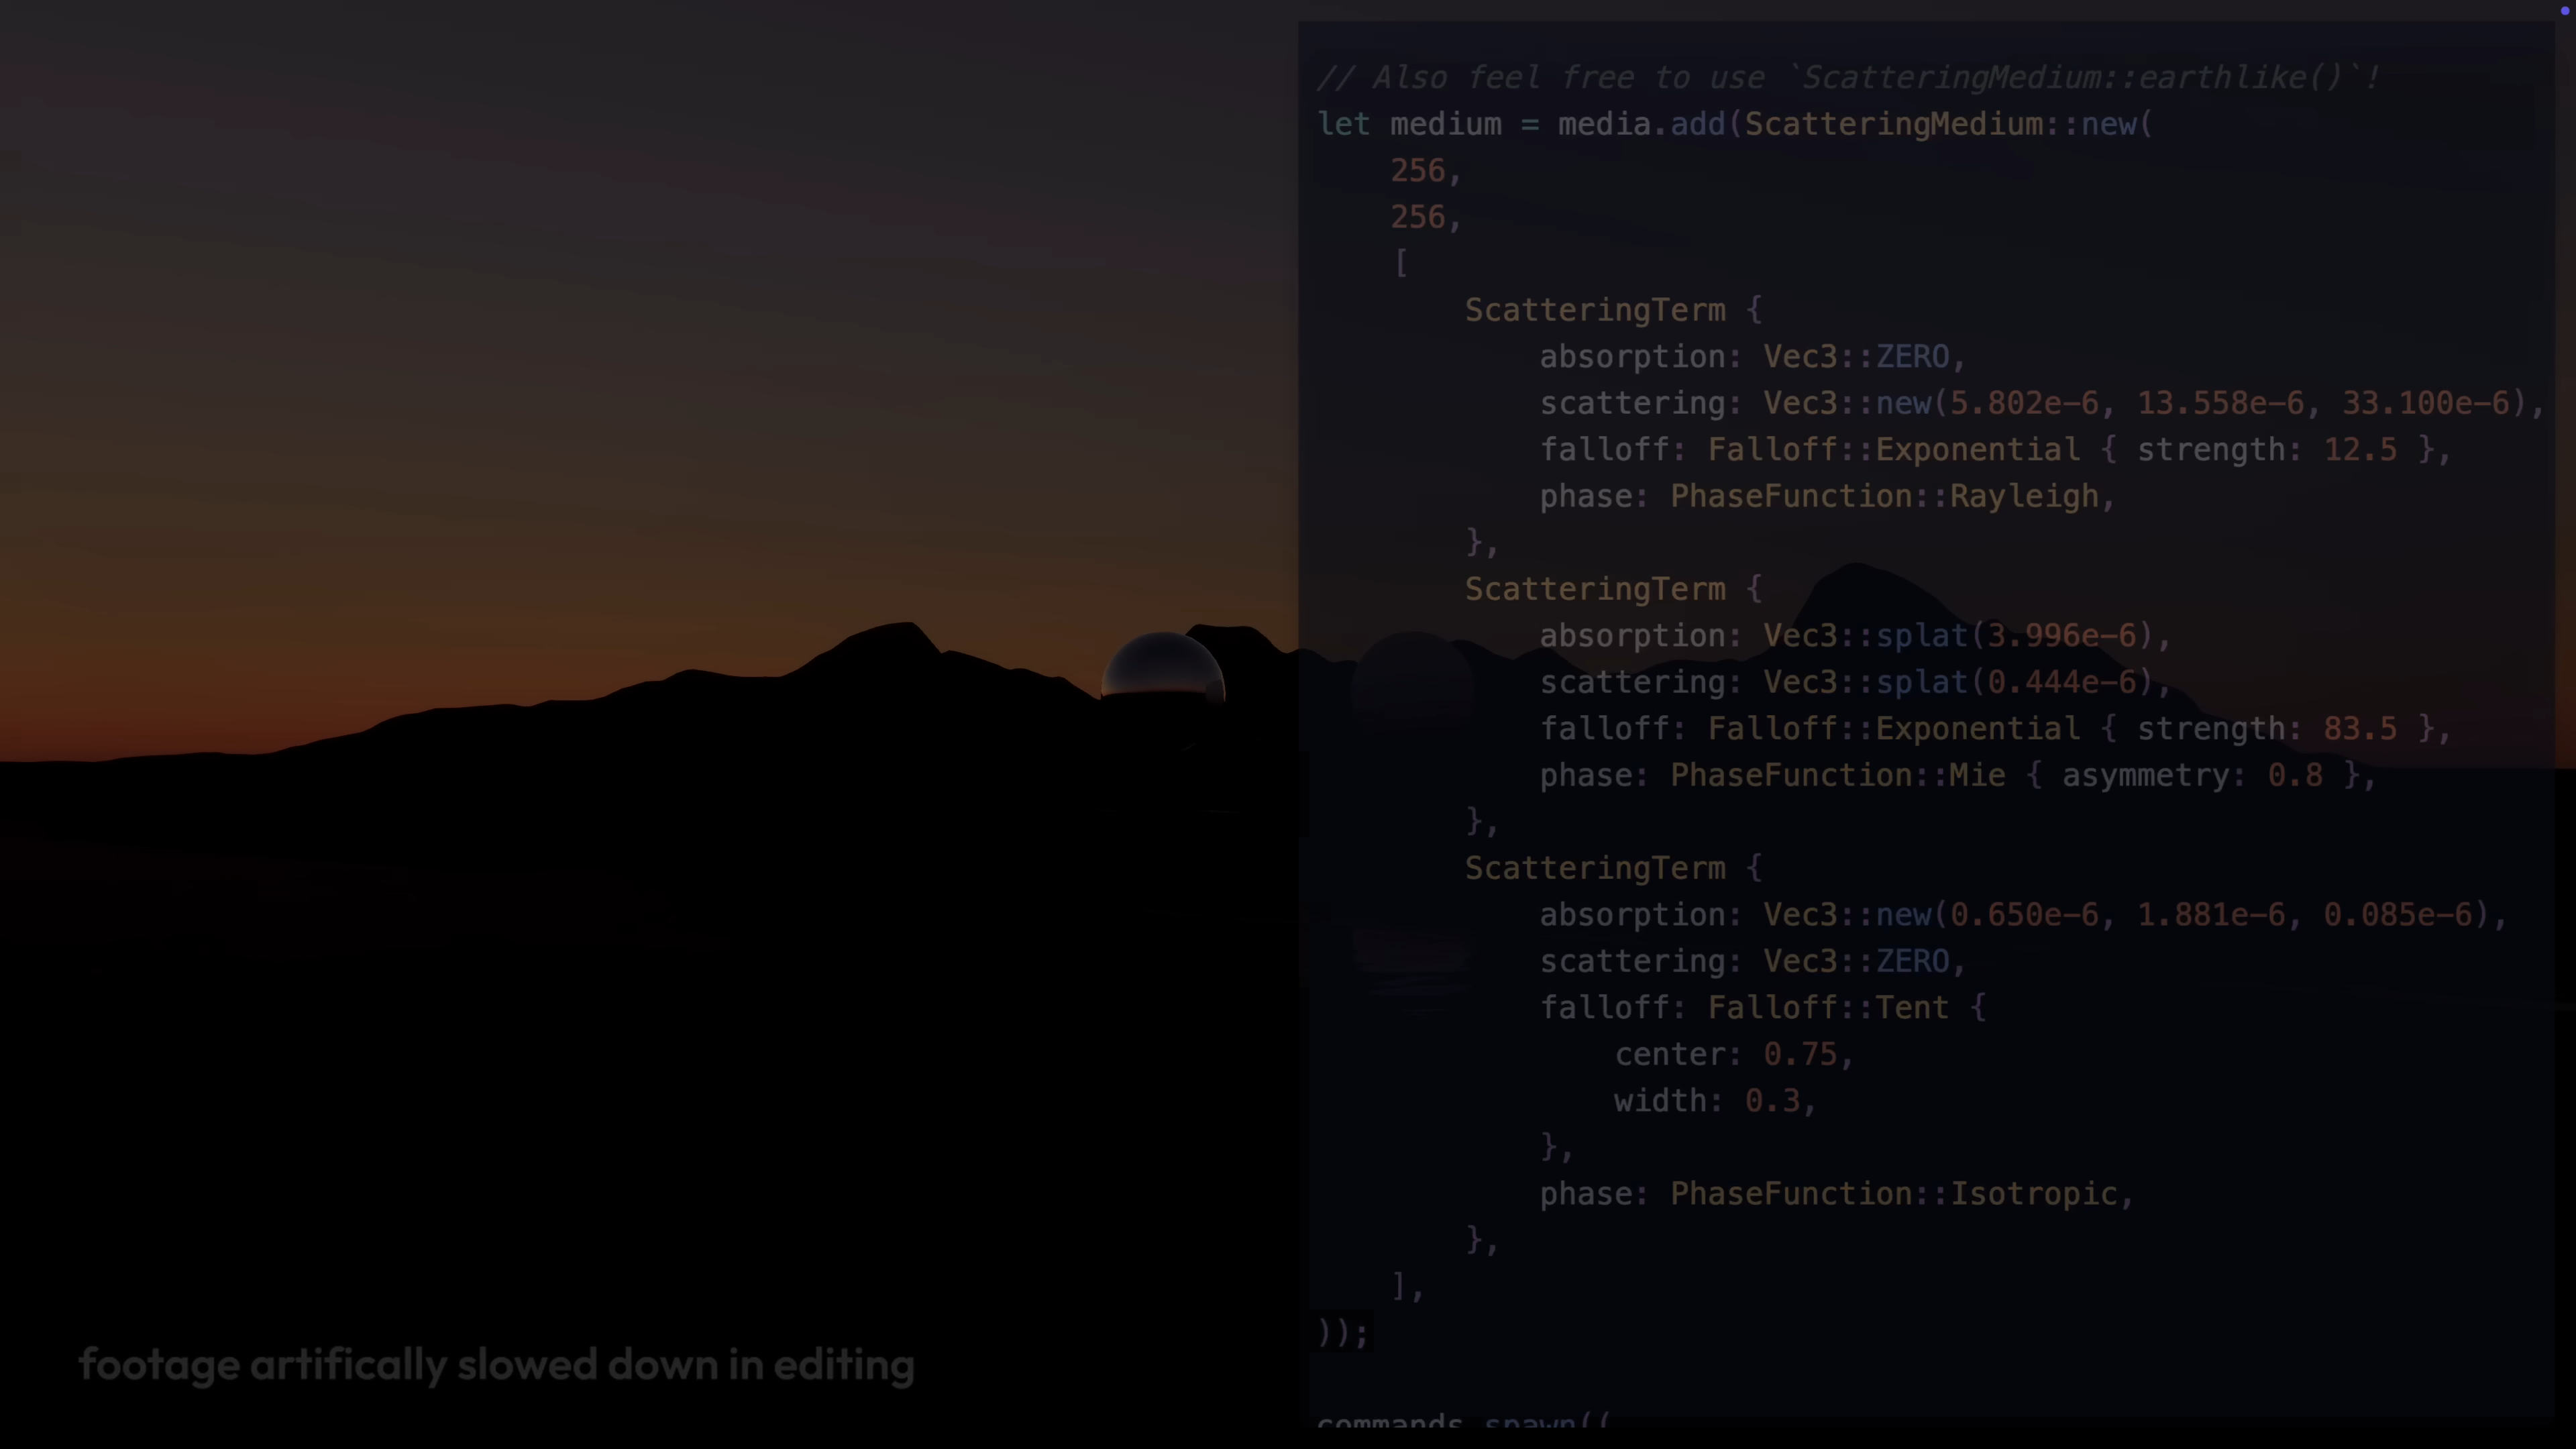 // Also feel free to use `ScatteringMedium::earthlike()`!
let medium = media.add(ScatteringMedium::new(
    256,
    256,
    [
        ScatteringTerm {
            absorption: Vec3::ZERO,
            scattering: Vec3::new(5.802e-6, 13.558e-6, 33.100e-6),
            falloff: Falloff::Exponential { strength: 12.5 },
            phase: PhaseFunction::Rayleigh,
        },
        ScatteringTerm {
            absorption: Vec3::splat(3.996e-6),
            scattering: Vec3::splat(0.444e-6),
            falloff: Falloff::Exponential { strength: 83.5 },
            phase: PhaseFunction::Mie { asymmetry: 0.8 },
        },
        ScatteringTerm {
            absorption: Vec3::new(0.650e-6, 1.881e-6, 0.085e-6),
            scattering: Vec3::ZERO,
            falloff: Falloff::Tent {
                center: 0.75,
                width: 0.3,
            },
            phase: PhaseFunction::Isotropic,
        },
    ],
));
commands.spawn((
footage artifically slowed down in editing